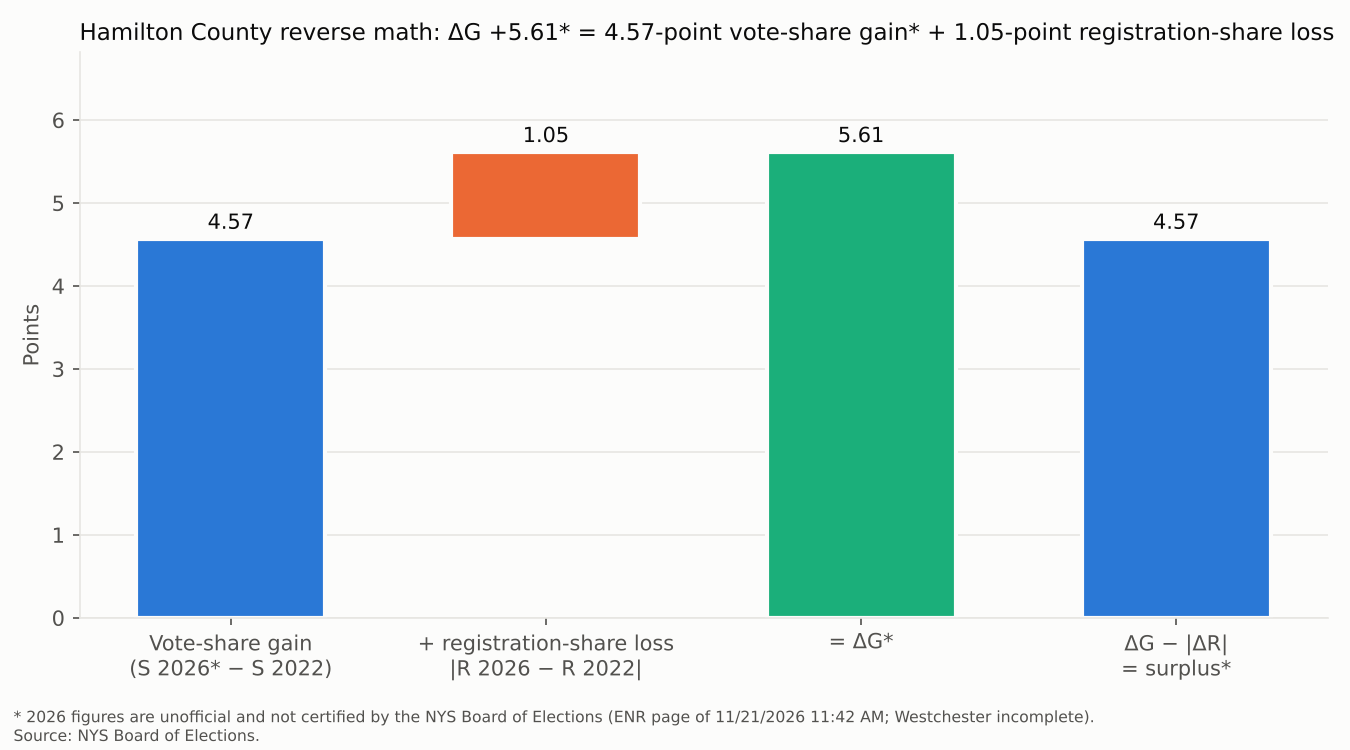 Hamilton County reverse math: ΔG +5.61* = 4.57-point vote-share gain* + 1.05-point registration-share loss
Points
6
5
4
3
2
1
0
4.57
1.05
5.61
4.57
Vote-share gain
(S 2026* − S 2022)
+ registration-share loss
|R 2026 − R 2022|
= ΔG*
ΔG − |ΔR|
= surplus*
* 2026 figures are unofficial and not certified by the NYS Board of Elections (ENR page of 11/21/2026 11:42 AM; Westchester incomplete).
Source: NYS Board of Elections.